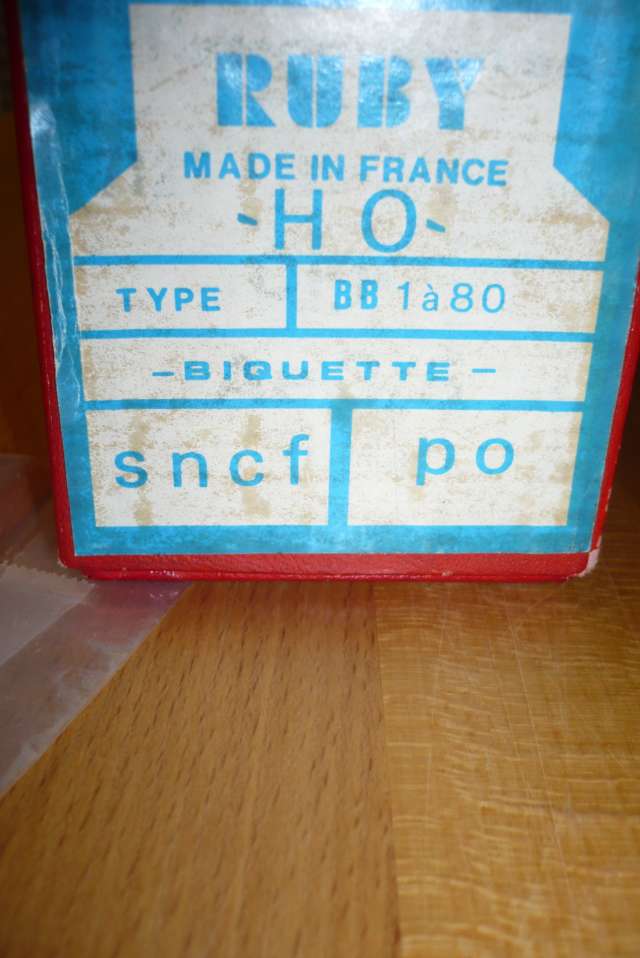 RUBY
MADE IN FRANCE
-HO-
TYPE BB 1à80
-BIQUETTE-
sncf po